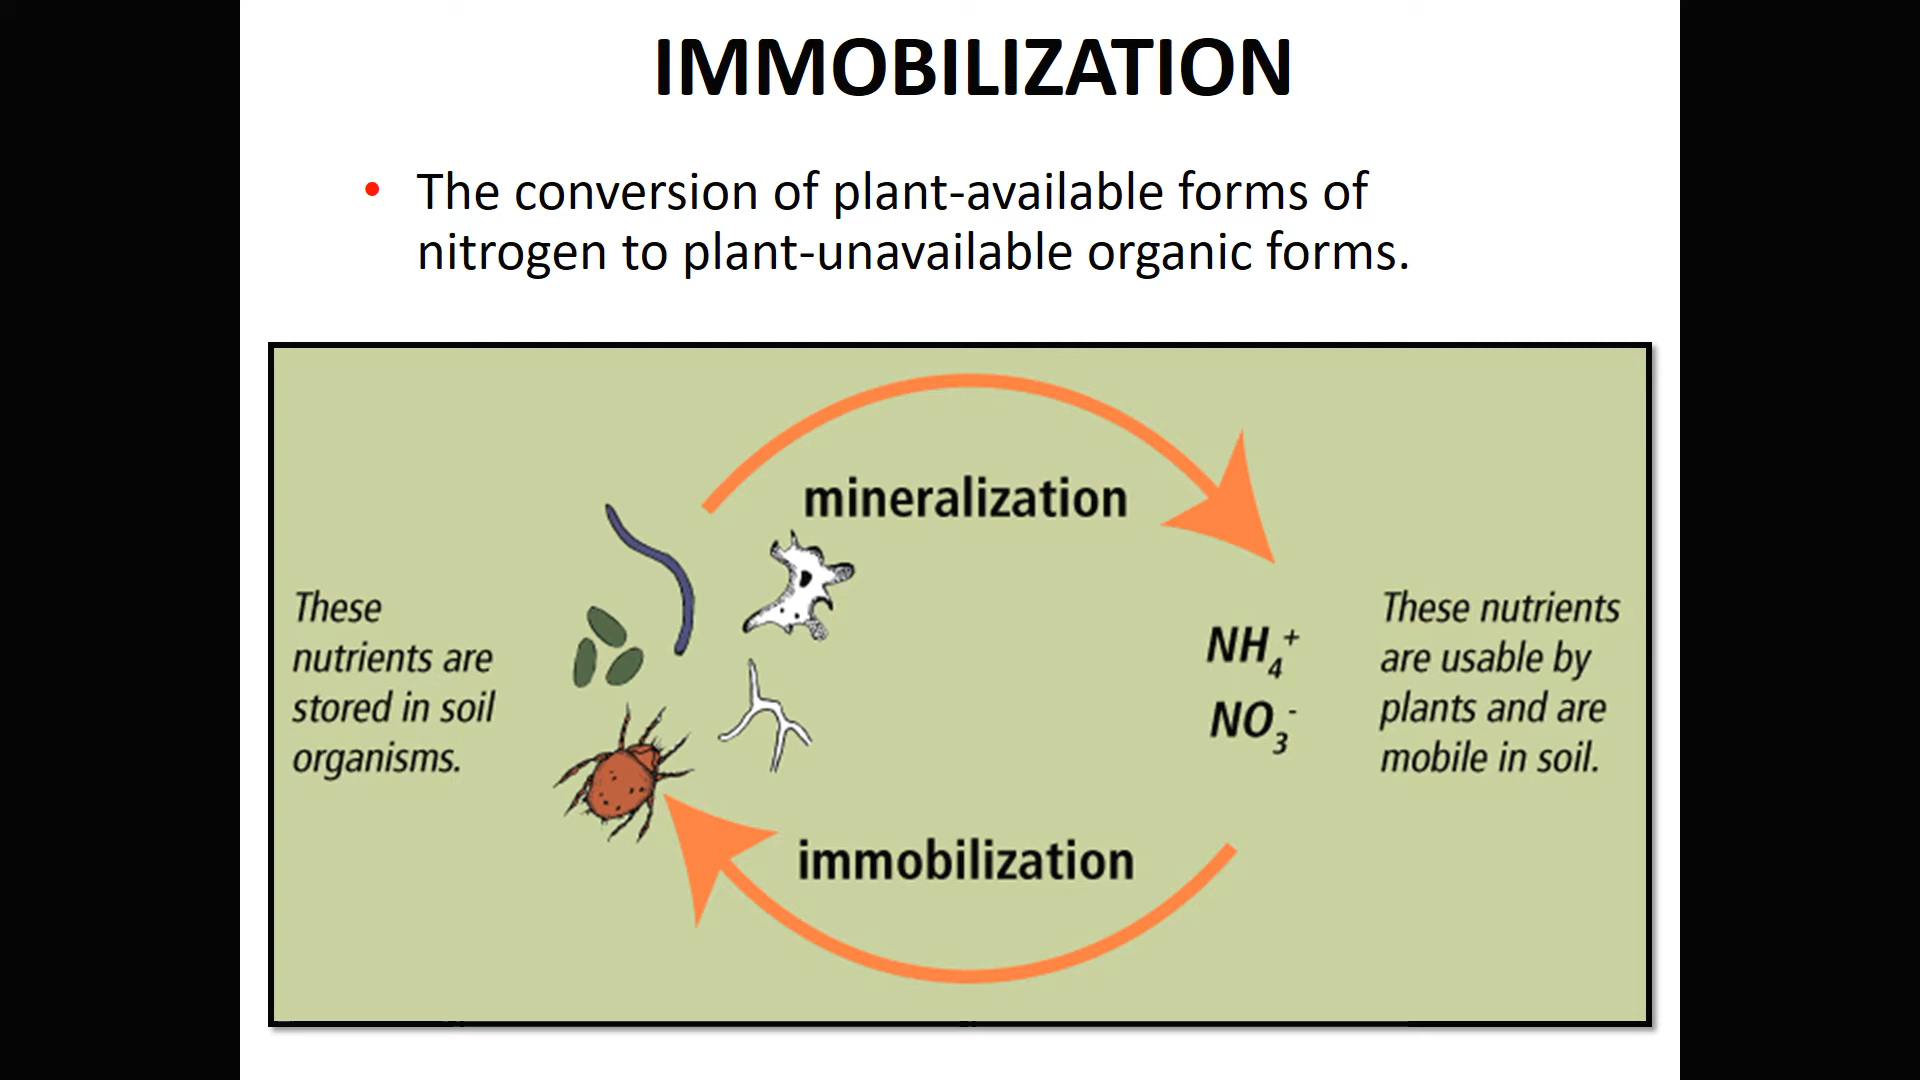 IMMOBILIZATION
• The conversion of plant-available forms of
nitrogen to plant-unavailable organic forms.
mineralization
These
nutrients are
stored in soil
organisms.
NH₄⁺
NO₃⁻
These nutrients
are usable by
plants and are
mobile in soil.
immobilization